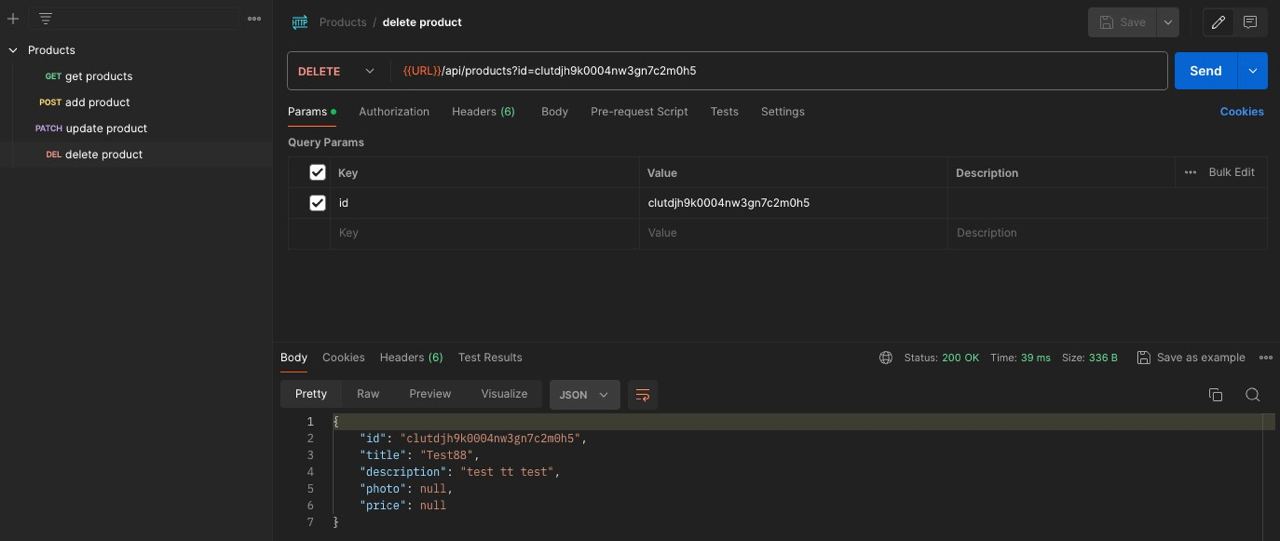 Products / delete product
Save
Products
GET get products
POST add product
PATCH update product
DEL delete product
HTTP
DELETE {{URL}}/api/products?id=clutdjh9k0004nw3gn7c2m0h5 Send
Params Authorization Headers (6) Body Pre-request Script Tests Settings Cookies
Query Params
Key Value Description Bulk Edit
id clutdjh9k0004nw3gn7c2m0h5
Key Value Description
Body Cookies Headers (6) Test Results Status: 200 OK Time: 39 ms Size: 336 B Save as example
Pretty Raw Preview Visualize JSON
1 {
2 "id": "clutdjh9k0004nw3gn7c2m0h5",
3 "title": "Test88",
4 "description": "test tt test",
5 "photo": null,
6 "price": null
7 }